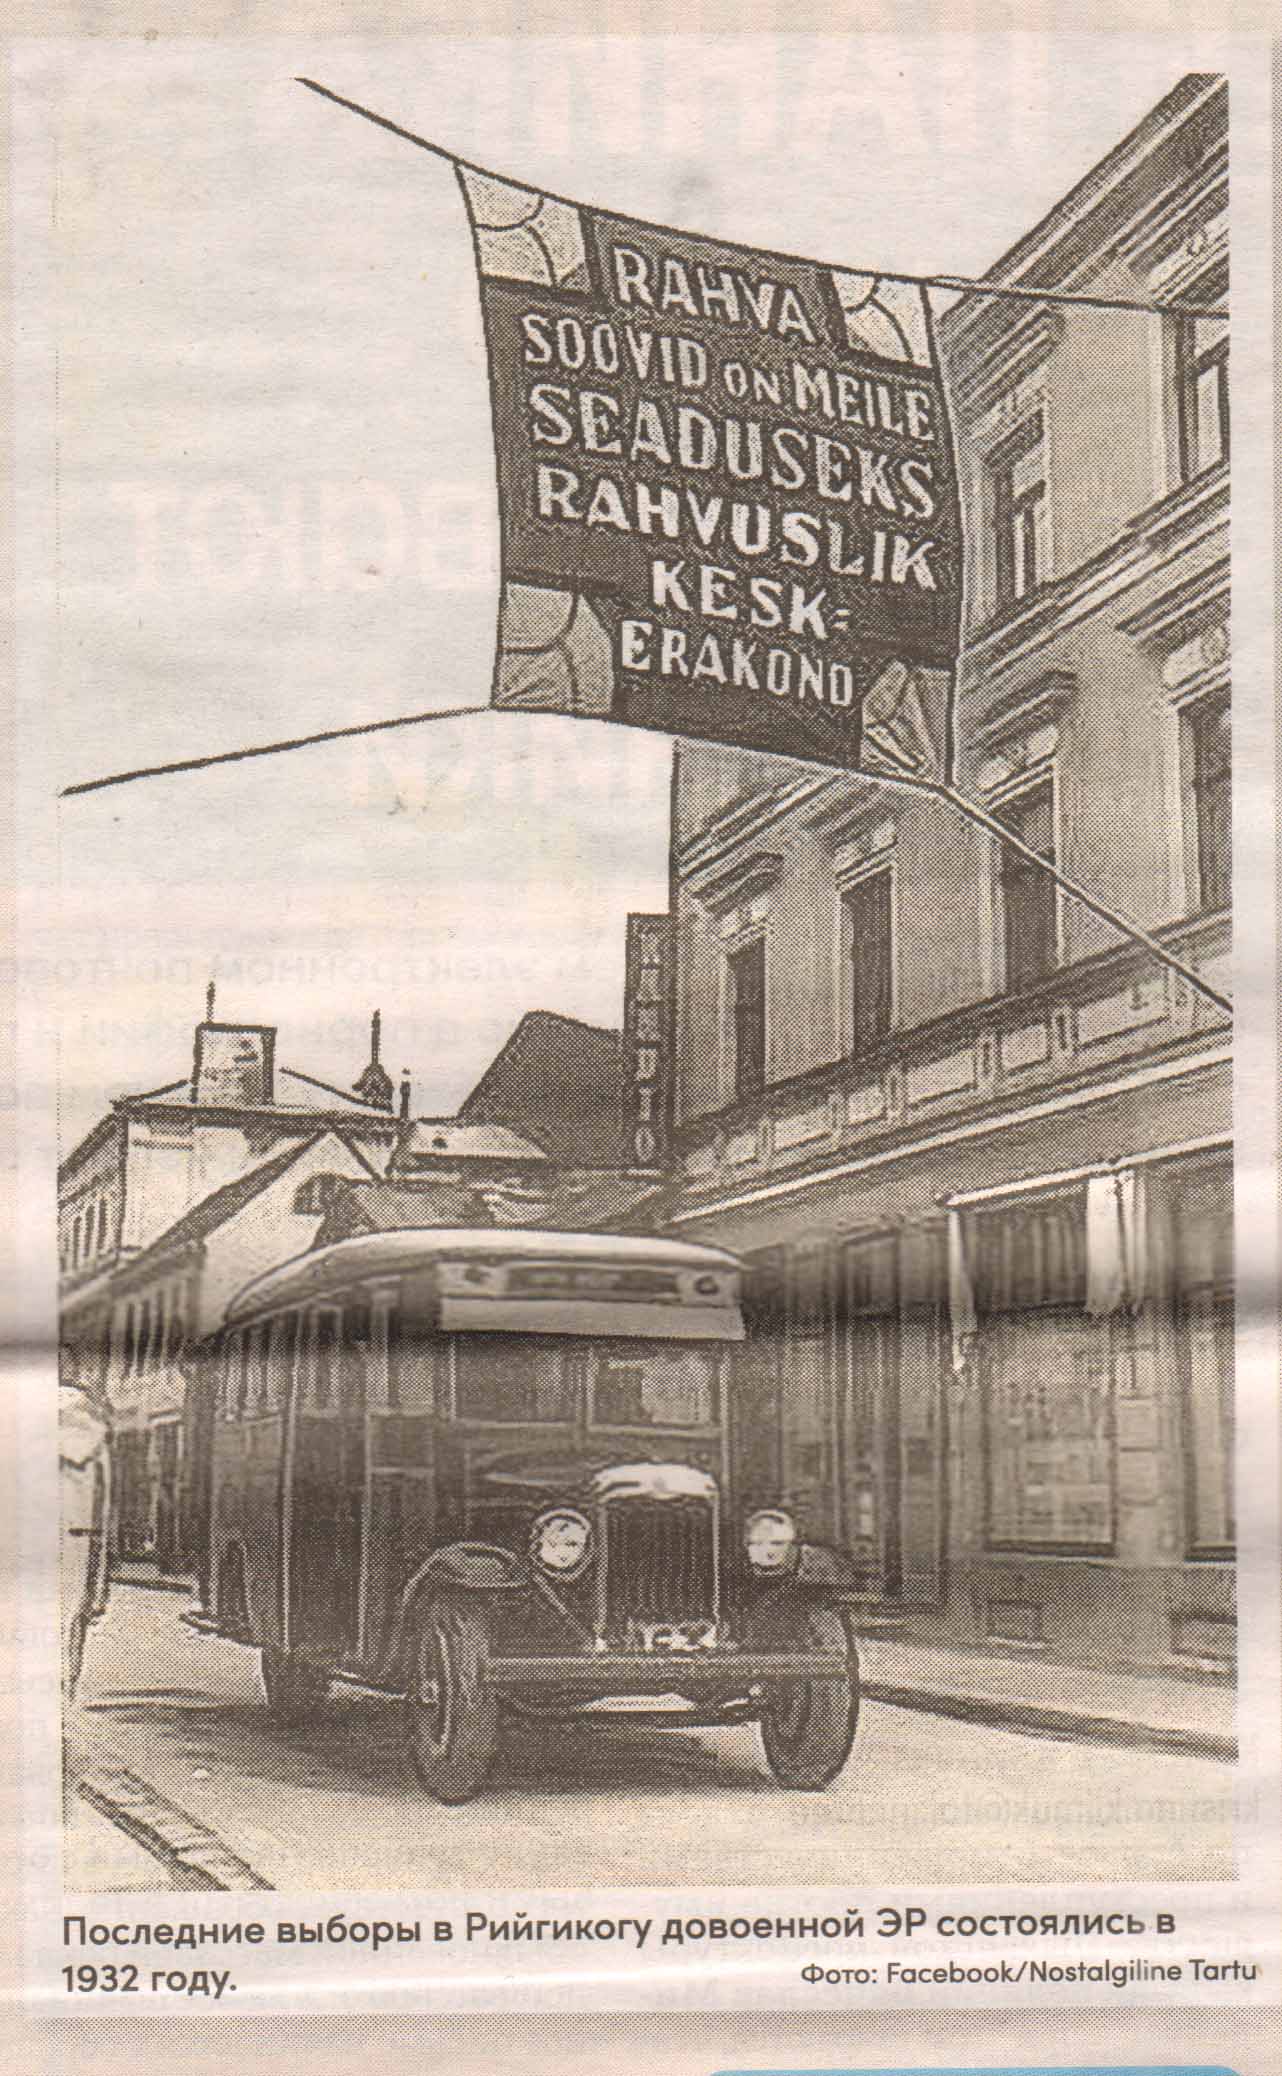 RAHVA
SOOVID ON MEILE
SEADUSEKS
RAHVUSLIK
KESK=
ERAKOND
RAADIO
Последние выборы в Рийгикогу довоенной ЭР состоялись в
1932 году.
Фото: Facebook/Nostalgiline Tartu